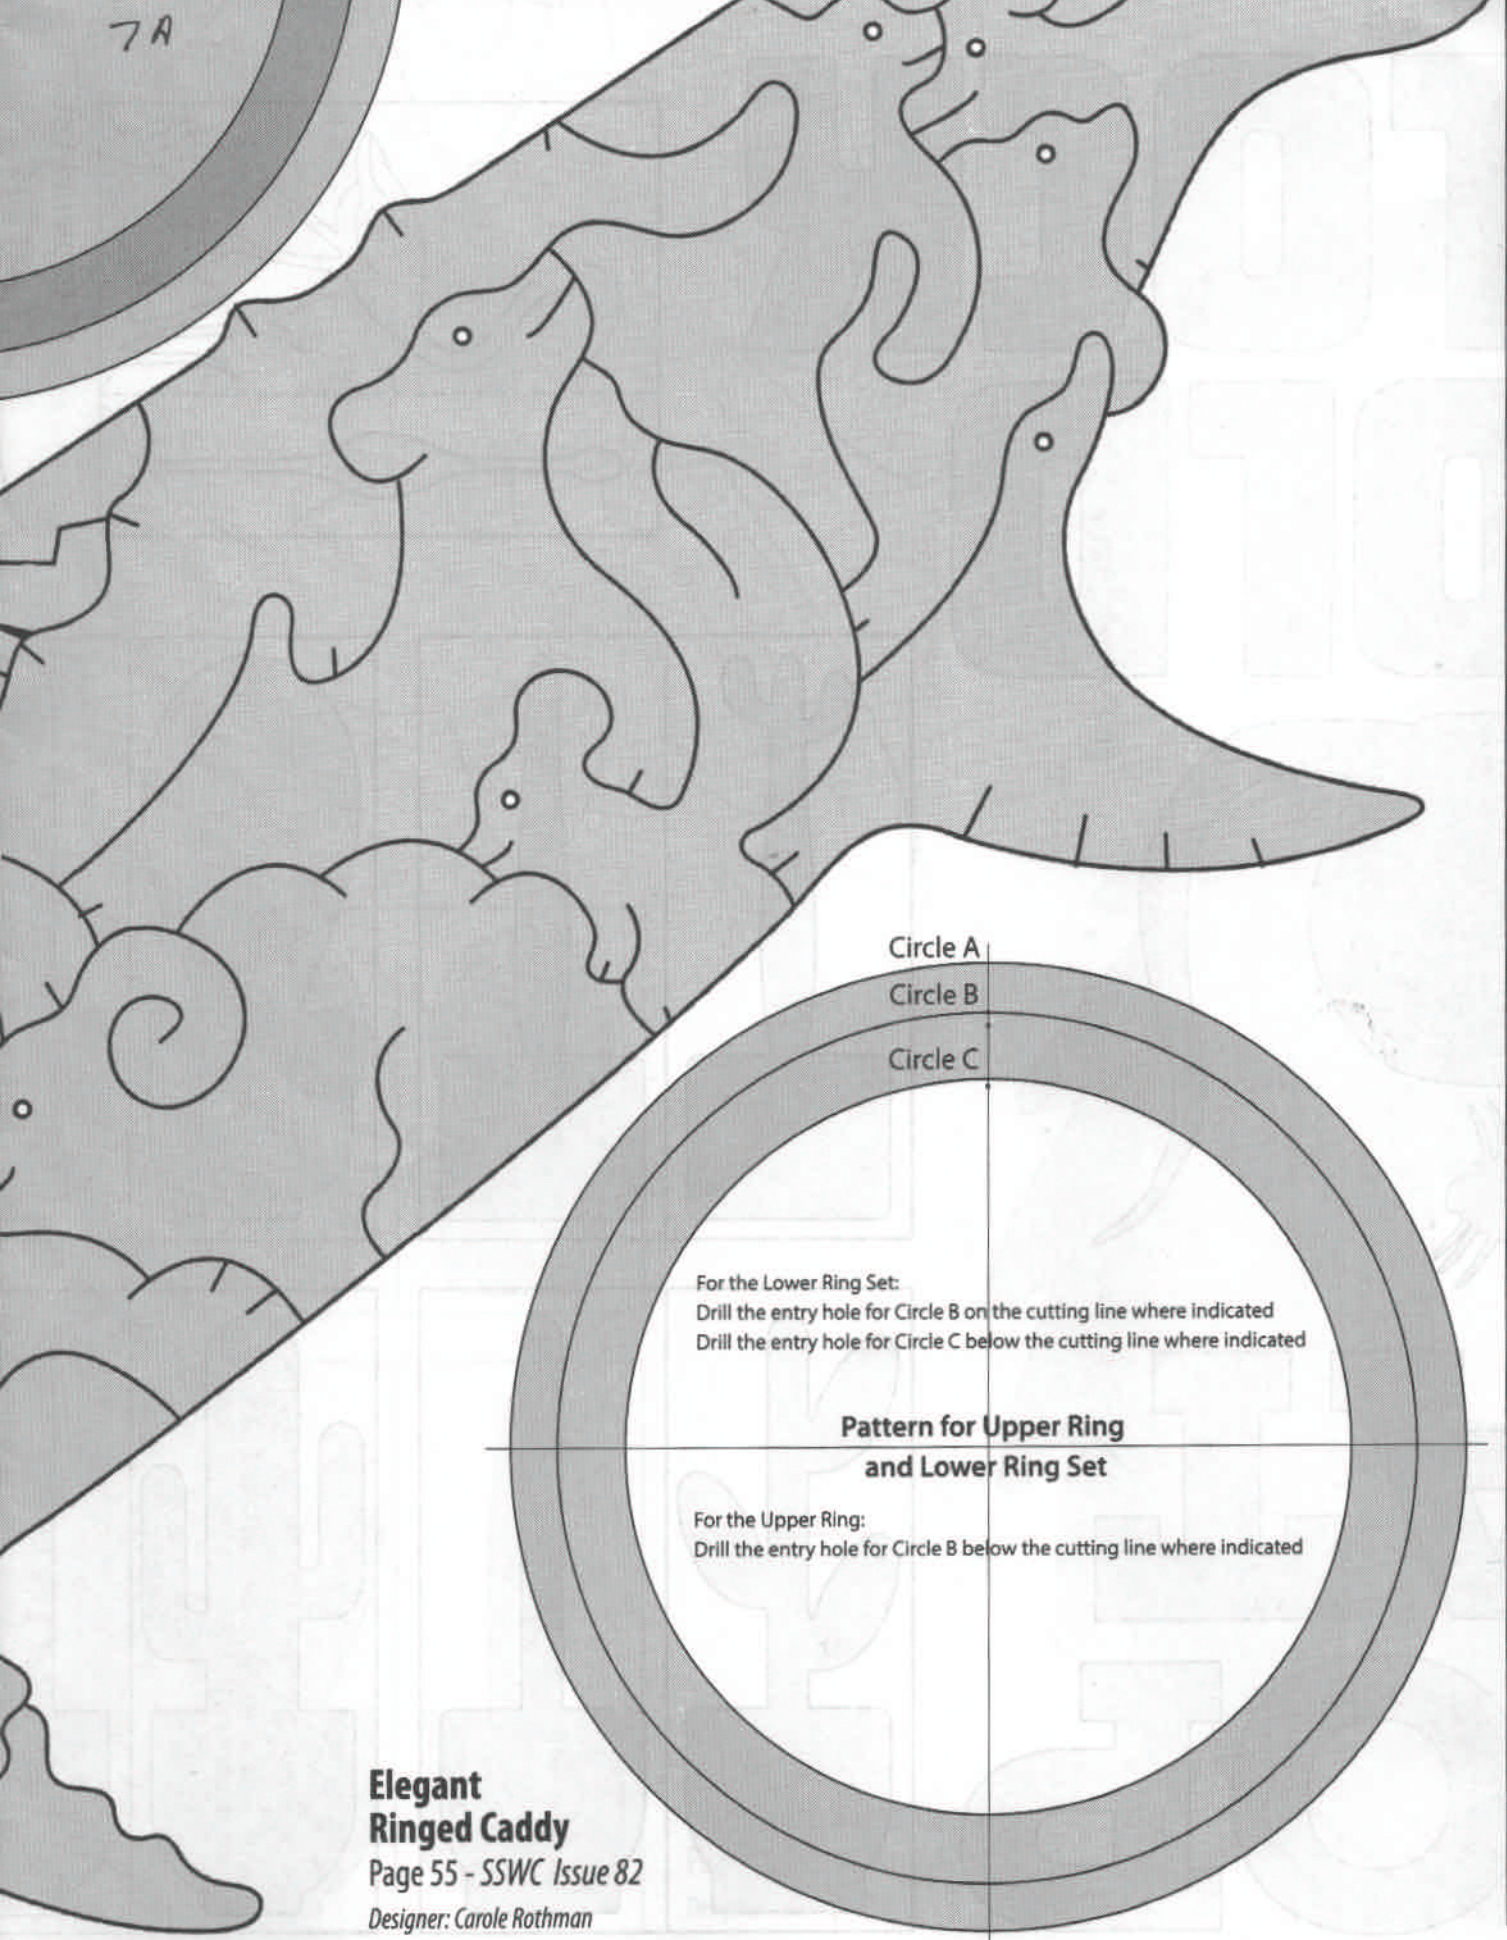 7A
Circle A
Circle B
Circle C
For the Lower Ring Set:
Drill the entry hole for Circle B on the cutting line where indicated
Drill the entry hole for Circle C below the cutting line where indicated
Pattern for Upper Ring
and Lower Ring Set
For the Upper Ring:
Drill the entry hole for Circle B below the cutting line where indicated
Elegant
Ringed Caddy
Page 55 - SSWC Issue 82
Designer: Carole Rothman